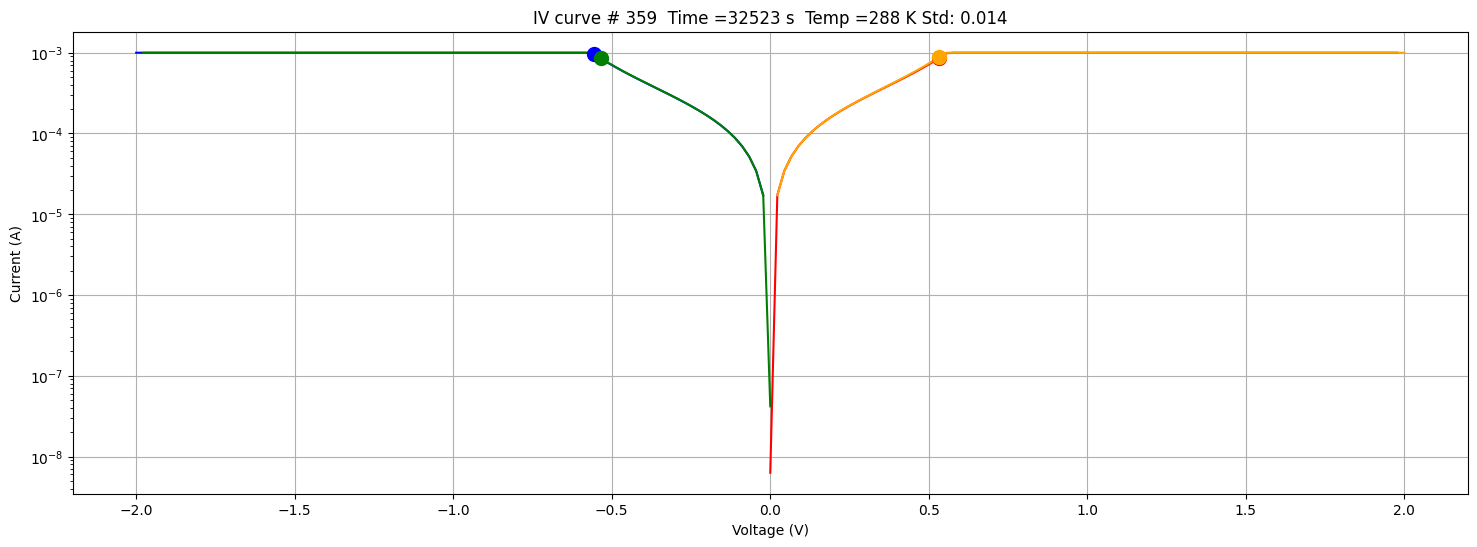 IV curve # 359  Time =32523 s  Temp =288 K Std: 0.014
Current (A)
10⁻³
10⁻⁴
10⁻⁵
10⁻⁶
10⁻⁷
10⁻⁸
−2.0 −1.5 −1.0 −0.5 0.0 0.5 1.0 1.5 2.0
Voltage (V)